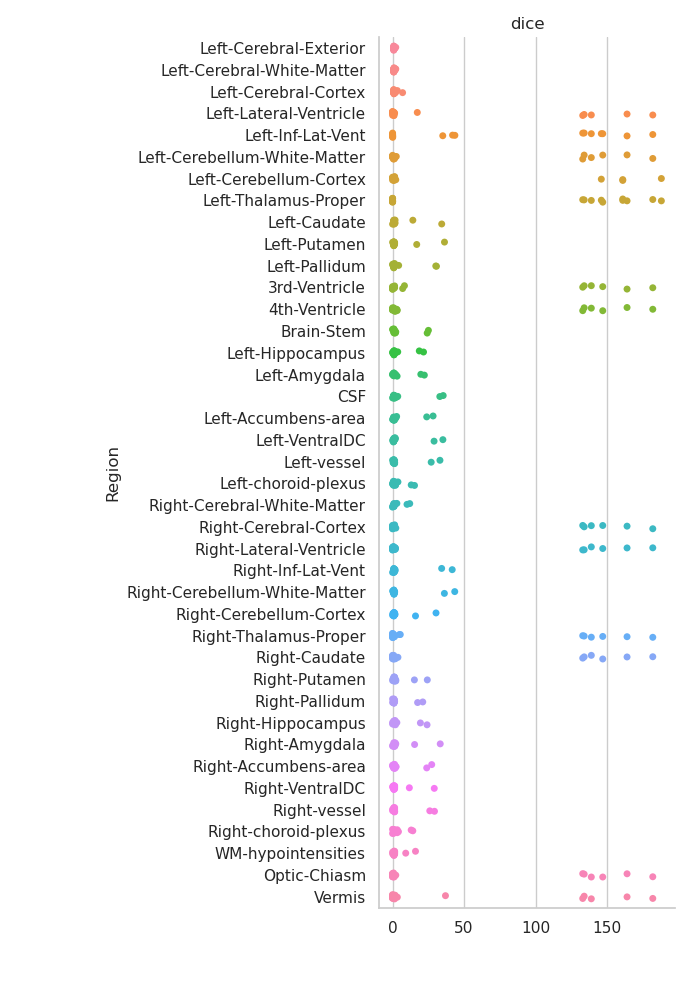 dice
Left-Cerebral-Exterior
Left-Cerebral-White-Matter
Left-Cerebral-Cortex
Left-Lateral-Ventricle
Left-Inf-Lat-Vent
Left-Cerebellum-White-Matter
Left-Cerebellum-Cortex
Left-Thalamus-Proper
Left-Caudate
Left-Putamen
Left-Pallidum
3rd-Ventricle
4th-Ventricle
Brain-Stem
Left-Hippocampus
Left-Amygdala
CSF
Left-Accumbens-area
Left-VentralDC
Left-vessel
Left-choroid-plexus
Right-Cerebral-White-Matter
Right-Cerebral-Cortex
Right-Lateral-Ventricle
Right-Inf-Lat-Vent
Right-Cerebellum-White-Matter
Right-Cerebellum-Cortex
Right-Thalamus-Proper
Right-Caudate
Right-Putamen
Right-Pallidum
Right-Hippocampus
Right-Amygdala
Right-Accumbens-area
Right-VentralDC
Right-vessel
Right-choroid-plexus
WM-hypointensities
Optic-Chiasm
Vermis
Region
0 50 100 150